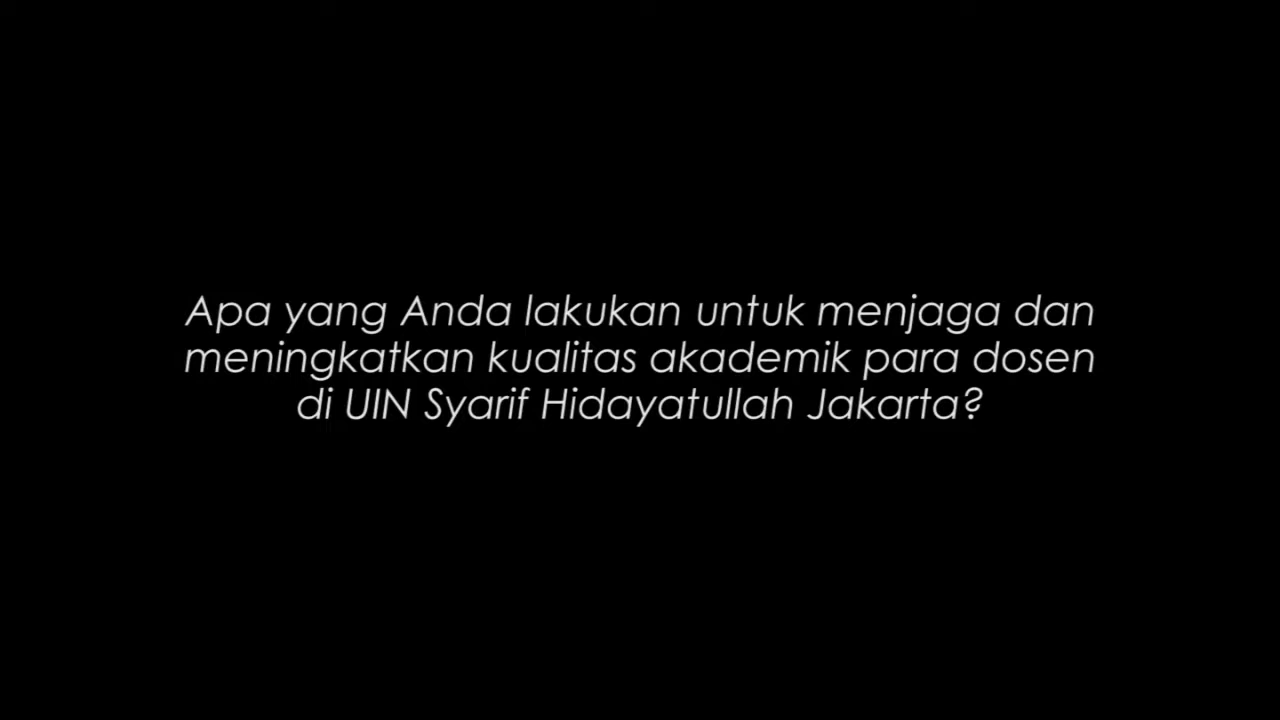 Apa yang Anda lakukan untuk menjaga dan
meningkatkan kualitas akademik para dosen
di UIN Syarif Hidayatullah Jakarta?